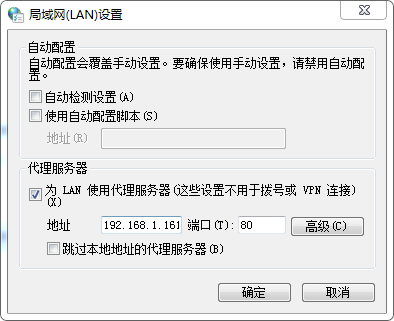 局域网(LAN)设置
自动配置
自动配置会覆盖手动设置。要确保使用手动设置，请禁用自动配
置。
自动检测设置(A)
使用自动配置脚本(S)
地址(R)
代理服务器
为 LAN 使用代理服务器(这些设置不用于拨号或 VPN 连接)
(X)
地址 192.168.1.161 端口(T): 80 高级(C)
跳过本地地址的代理服务器(B)
确定 取消